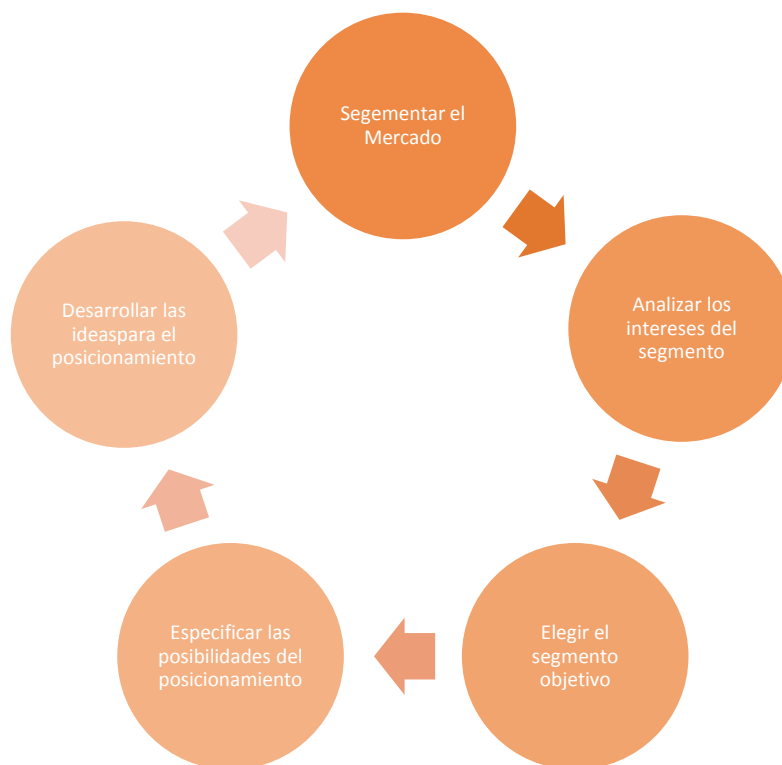 Segementar el
Mercado
Analizar los
intereses del
segmento
Elegir el
segmento
objetivo
Especificar las
posibilidades del
posicionamiento
Desarrollar las
ideaspara el
posicionamiento